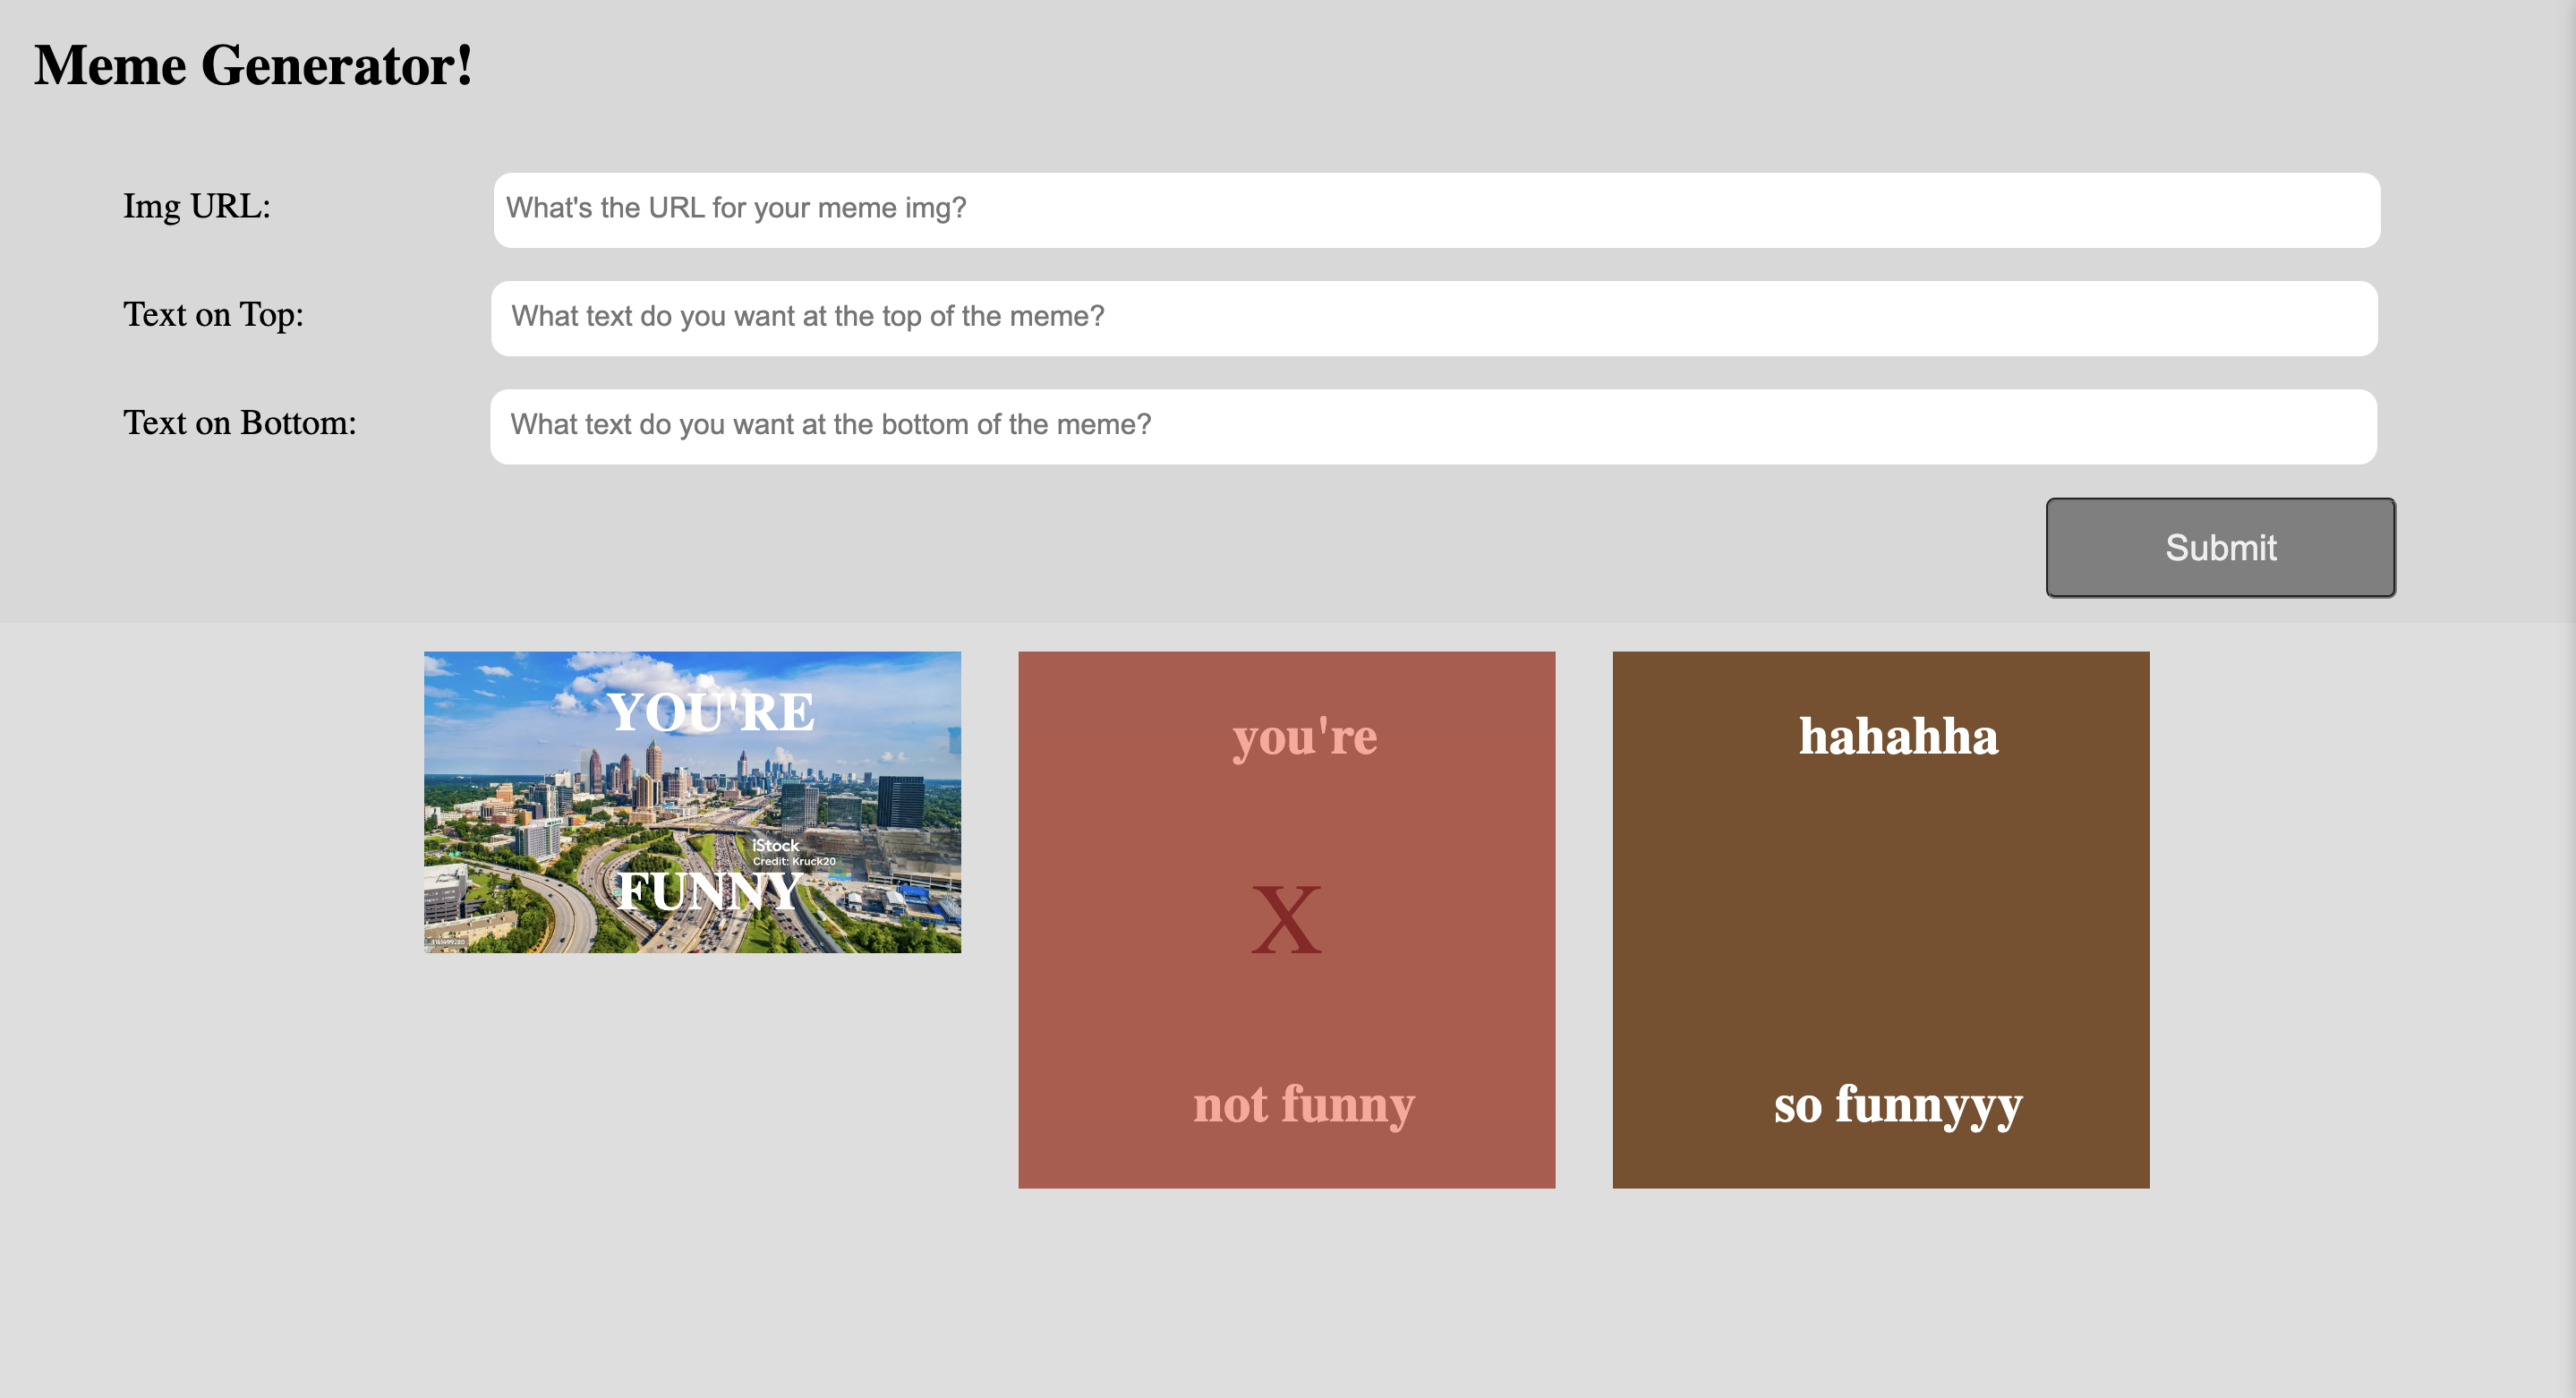 Meme Generator!
Img URL:
What's the URL for your meme img?
Text on Top:
What text do you want at the top of the meme?
Text on Bottom:
What text do you want at the bottom of the meme?
Submit
YOU'RE
iStock
Credit: Kruck20
FUNNY
you're
X
not funny
hahahha
so funnyyy